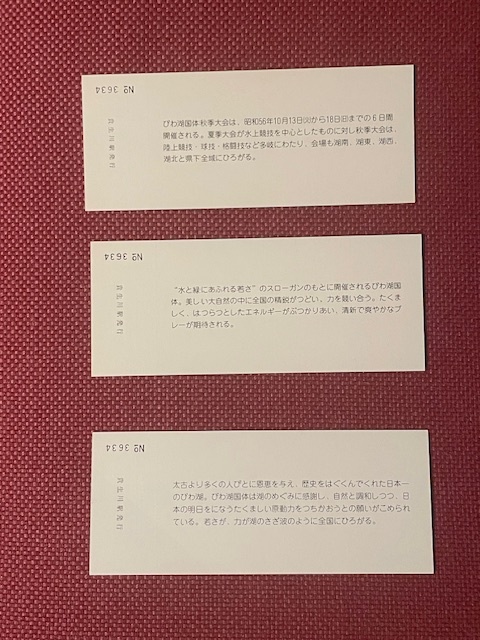 № 3634
貴生川駅発行
びわ湖国体秋季大会は、昭和56年10月13日㈫から18日㈰までの6日間
開催される。夏季大会が水上競技を中心としたものに対し秋季大会は、
陸上競技・球技・格闘技など多岐にわたり、会場も湖南、湖東、湖西、
湖北と県下全域にひろがる。
№ 3634
貴生川駅発行
“水と緑にあふれる若さ”のスローガンのもとに開催されるびわ湖国
体。美しい大自然の中に全国の精鋭がつどい、力を競い合う。たくま
しく、はつらつとしたエネルギーがぶつかりあい、清新で爽やかなプ
レーが期待される。
№ 3634
貴生川駅発行
太古より多くの人びとに恩恵を与え、歴史をはぐくんでくれた日本一
のびわ湖。びわ湖国体は湖のめぐみに感謝し、自然と調和しつつ、日
本の明日をになうたくましい原動力をつちかおうとの願いがこめられ
ている。若さが、力が湖のさざ波のように全国にひろがる。